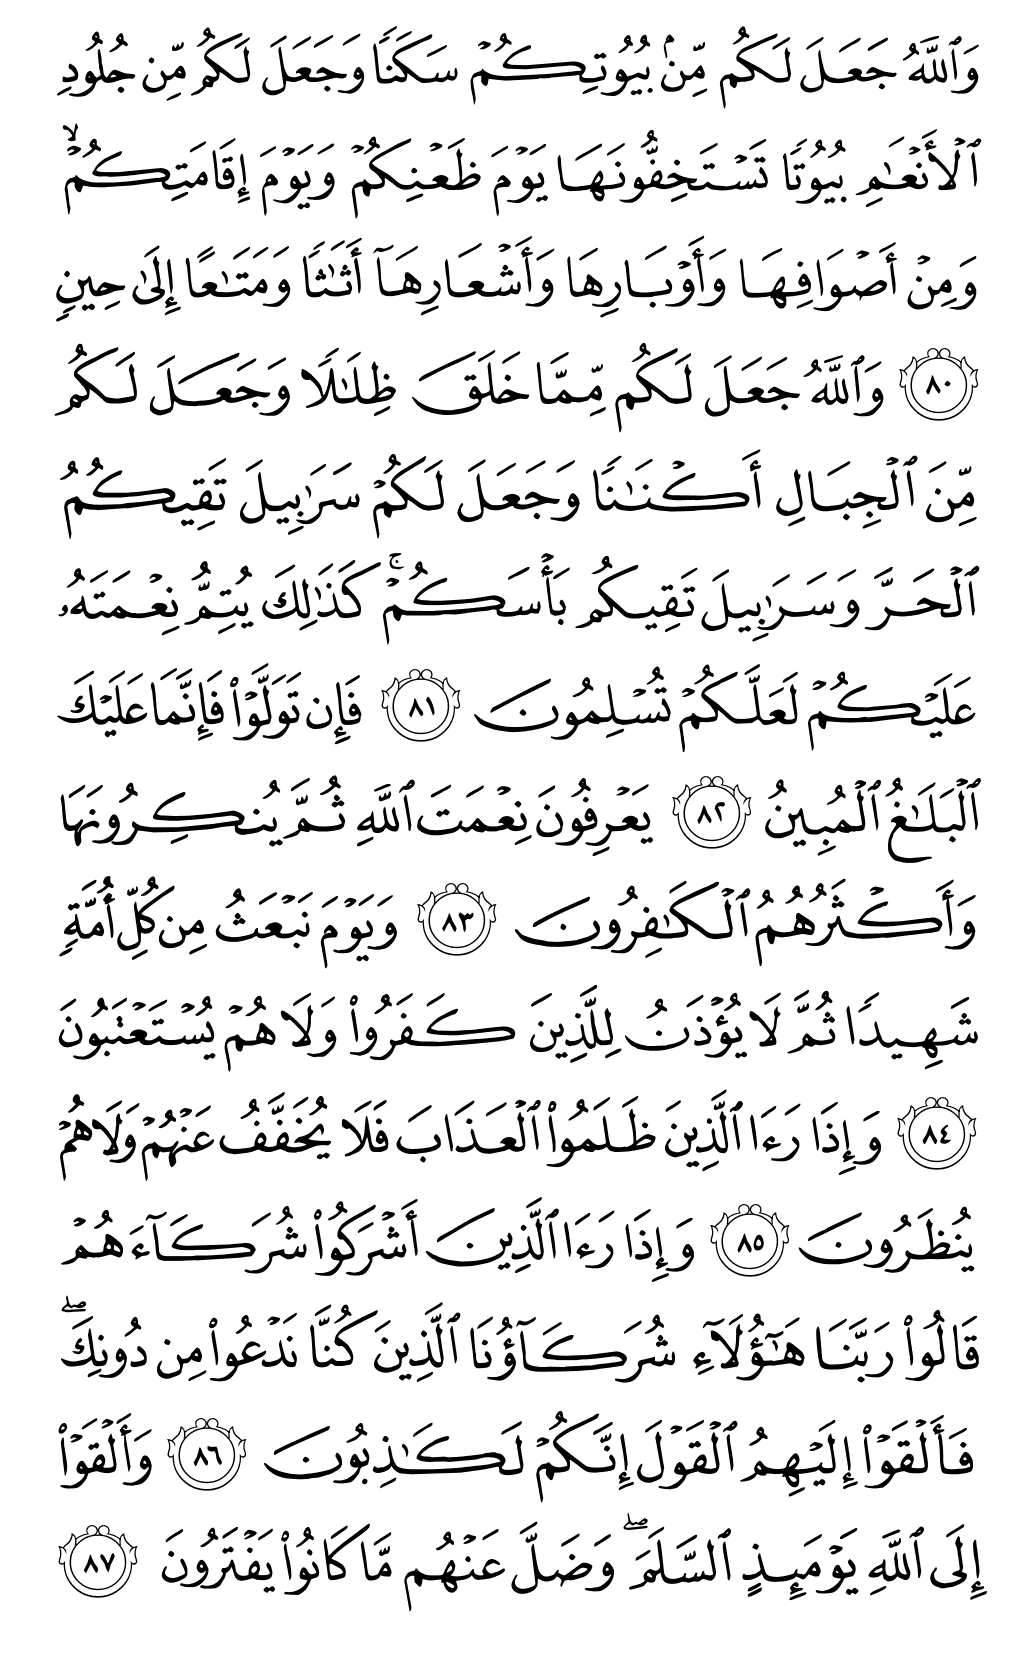 وَٱللَّهُ جَعَلَ لَكُم مِّنۢ بُيُوتِكُمۡ سَكَنٗا وَجَعَلَ لَكُم مِّن جُلُودِ
ٱلۡأَنۡعَٰمِ بُيُوتٗا تَسۡتَخِفُّونَهَا يَوۡمَ ظَعۡنِكُمۡ وَيَوۡمَ إِقَامَتِكُمۡۙ
وَمِنۡ أَصۡوَافِهَا وَأَوۡبَارِهَا وَأَشۡعَارِهَآ أَثَٰثٗا وَمَتَٰعًا إِلَىٰ حِينٖ
٨٠ وَٱللَّهُ جَعَلَ لَكُم مِّمَّا خَلَقَ ظِلَٰلٗا وَجَعَلَ لَكُم
مِّنَ ٱلۡجِبَالِ أَكۡنَٰنٗا وَجَعَلَ لَكُمۡ سَرَٰبِيلَ تَقِيكُمُ
ٱلۡحَرَّ وَسَرَٰبِيلَ تَقِيكُم بَأۡسَكُمۡۚ كَذَٰلِكَ يُتِمُّ نِعۡمَتَهُۥ
عَلَيۡكُمۡ لَعَلَّكُمۡ تُسۡلِمُونَ ٨١ فَإِن تَوَلَّوۡاْ فَإِنَّمَا عَلَيۡكَ
ٱلۡبَلَٰغُ ٱلۡمُبِينُ ٨٢ يَعۡرِفُونَ نِعۡمَتَ ٱللَّهِ ثُمَّ يُنكِرُونَهَا
وَأَكۡثَرُهُمُ ٱلۡكَٰفِرُونَ ٨٣ وَيَوۡمَ نَبۡعَثُ مِن كُلِّ أُمَّةٖ
شَهِيدٗا ثُمَّ لَا يُؤۡذَنُ لِلَّذِينَ كَفَرُواْ وَلَا هُمۡ يُسۡتَعۡتَبُونَ
٨٤ وَإِذَا رَءَا ٱلَّذِينَ ظَلَمُواْ ٱلۡعَذَابَ فَلَا يُخَفَّفُ عَنۡهُمۡ وَلَا هُمۡ
يُنظَرُونَ ٨٥ وَإِذَا رَءَا ٱلَّذِينَ أَشۡرَكُواْ شُرَكَآءَهُمۡ
قَالُواْ رَبَّنَا هَٰٓؤُلَآءِ شُرَكَآؤُنَا ٱلَّذِينَ كُنَّا نَدۡعُواْ مِن دُونِكَۖ
فَأَلۡقَوۡاْ إِلَيۡهِمُ ٱلۡقَوۡلَ إِنَّكُمۡ لَكَٰذِبُونَ ٨٦ وَأَلۡقَوۡاْ
إِلَى ٱللَّهِ يَوۡمَئِذٍ ٱلسَّلَمَۖ وَضَلَّ عَنۡهُم مَّا كَانُواْ يَفۡتَرُونَ ٨٧